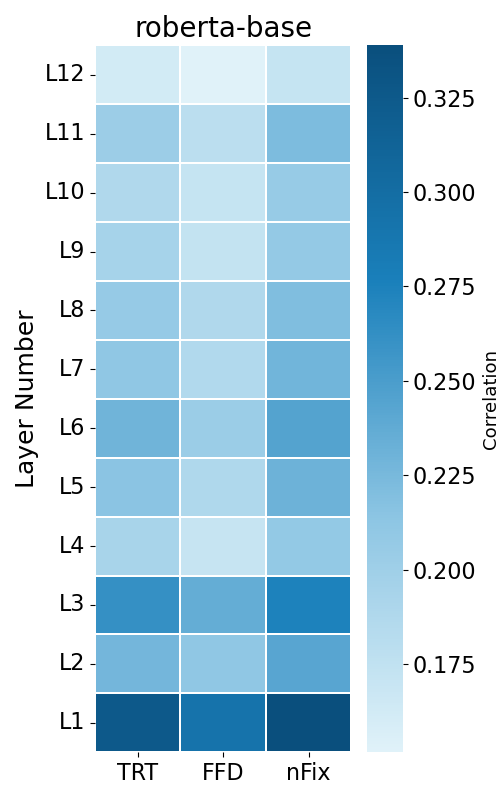 roberta-base
L12
L11
L10
L9
L8
L7
L6
L5
L4
L3
L2
L1
Layer Number
TRT FFD nFix
0.325
0.300
0.275
0.250
0.225
0.200
0.175
Correlation